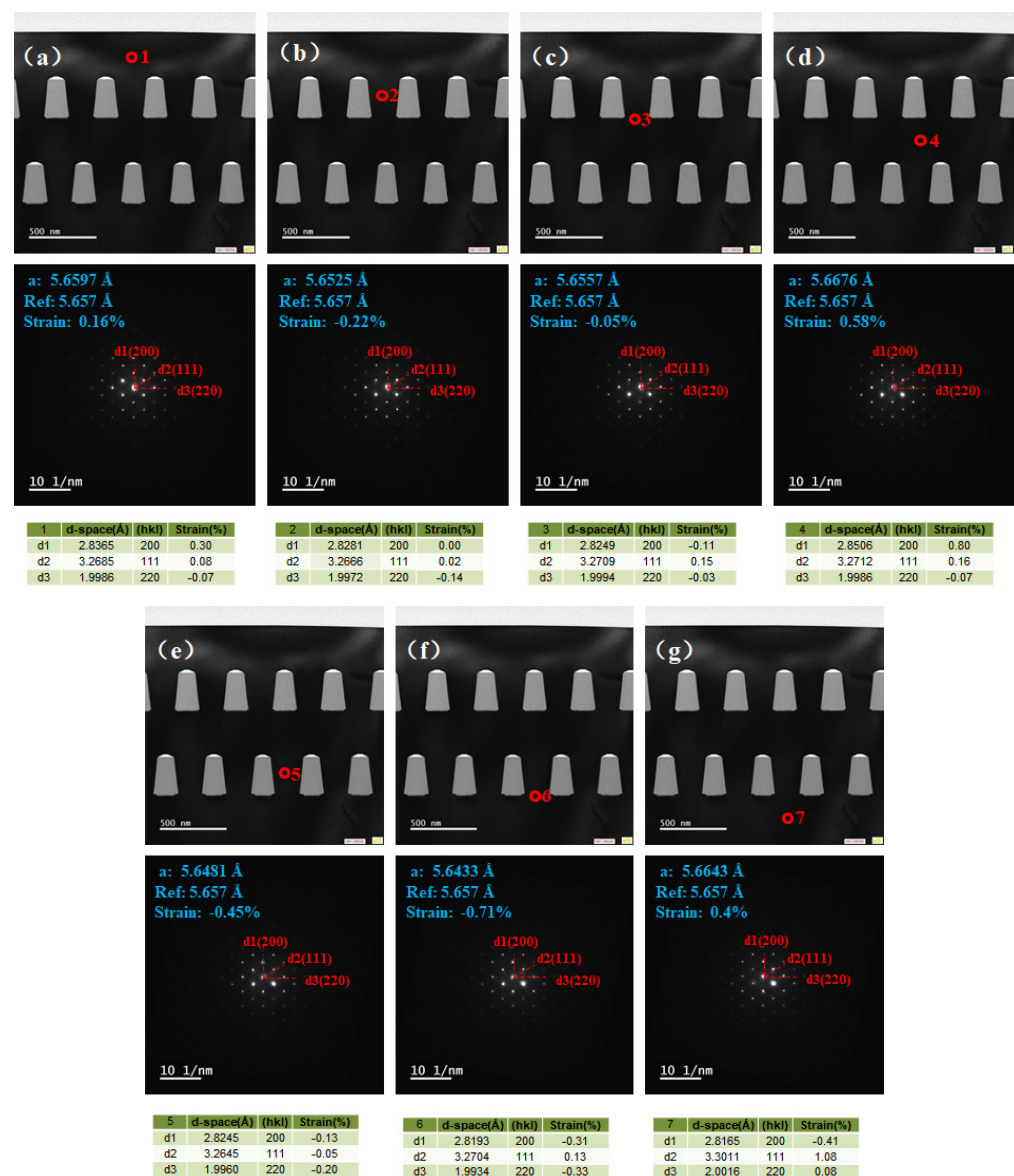 (a)
1
500 nm
(b)
2
500 nm
(c)
3
500 nm
(d)
4
500 nm
a: 5.6597 Å
Ref: 5.657 Å
Strain: 0.16%
d1(200)
d2(111)
d3(220)
10 1/nm
a: 5.6525 Å
Ref: 5.657 Å
Strain: -0.22%
d1(200)
d2(111)
d3(220)
10 1/nm
a: 5.6557 Å
Ref: 5.657 Å
Strain: -0.05%
d1(200)
d2(111)
d3(220)
10 1/nm
a: 5.6676 Å
Ref: 5.657 Å
Strain: 0.58%
d1(200)
d2(111)
d3(220)
10 1/nm
1 d-space(Å) (hkl) Strain(%)
d1 2.8365 200 0.30
d2 3.2685 111 0.08
d3 1.9986 220 -0.07
2 d-space(Å) (hkl) Strain(%)
d1 2.8281 200 0.00
d2 3.2666 111 0.02
d3 1.9972 220 -0.14
3 d-space(Å) (hkl) Strain(%)
d1 2.8249 200 -0.11
d2 3.2709 111 0.15
d3 1.9994 220 -0.03
4 d-space(Å) (hkl) Strain(%)
d1 2.8506 200 0.80
d2 3.2712 111 0.16
d3 1.9986 220 -0.07
(e)
5
500 nm
(f)
6
500 nm
(g)
7
500 nm
a: 5.6481 Å
Ref: 5.657 Å
Strain: -0.45%
d1(200)
d2(111)
d3(220)
10 1/nm
a: 5.6433 Å
Ref: 5.657 Å
Strain: -0.71%
d1(200)
d2(111)
d3(220)
10 1/nm
a: 5.6643 Å
Ref: 5.657 Å
Strain: 0.4%
d1(200)
d2(111)
d3(220)
10 1/nm
5 d-space(Å) (hkl) Strain(%)
d1 2.8245 200 -0.13
d2 3.2645 111 -0.05
d3 1.9960 220 -0.20
6 d-space(Å) (hkl) Strain(%)
d1 2.8193 200 -0.31
d2 3.2704 111 0.13
d3 1.9934 220 -0.33
7 d-space(Å) (hkl) Strain(%)
d1 2.8165 200 -0.41
d2 3.3011 111 1.08
d3 2.0016 220 0.08